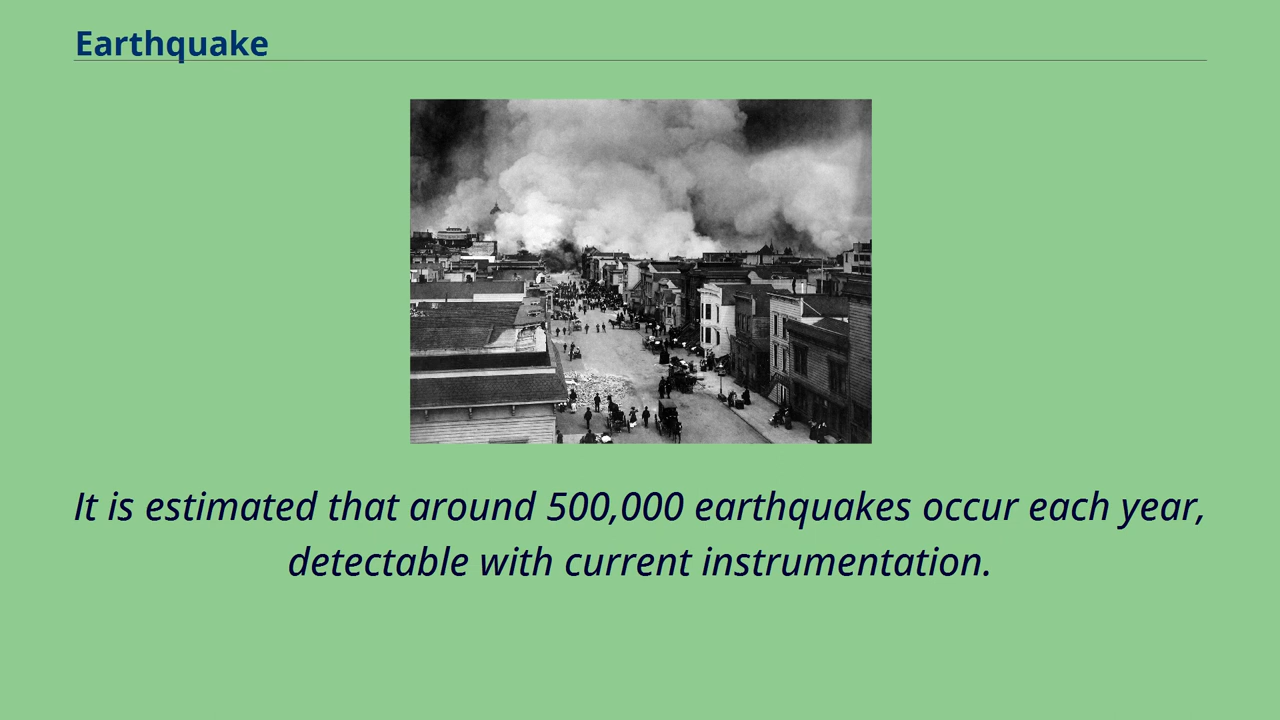 Earthquake
It is estimated that around 500,000 earthquakes occur each year,
detectable with current instrumentation.